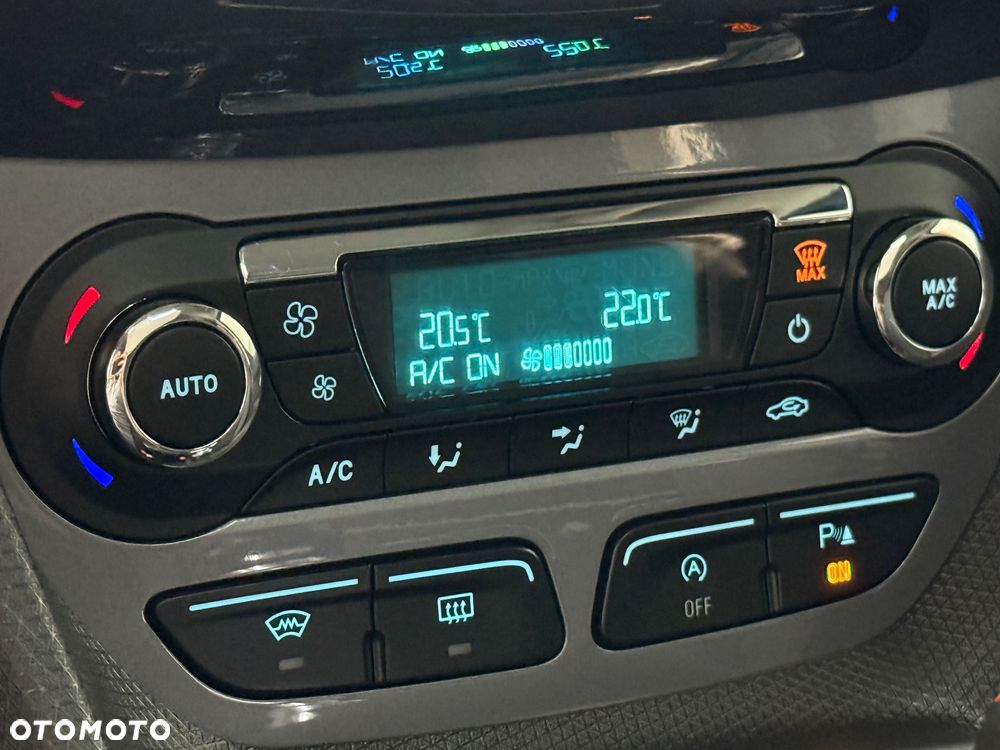 MAX
20.5℃ 22.0℃
A/C ON
MAX
A/C
AUTO
A/C
A
P
OFF
ON
OTOMOTO